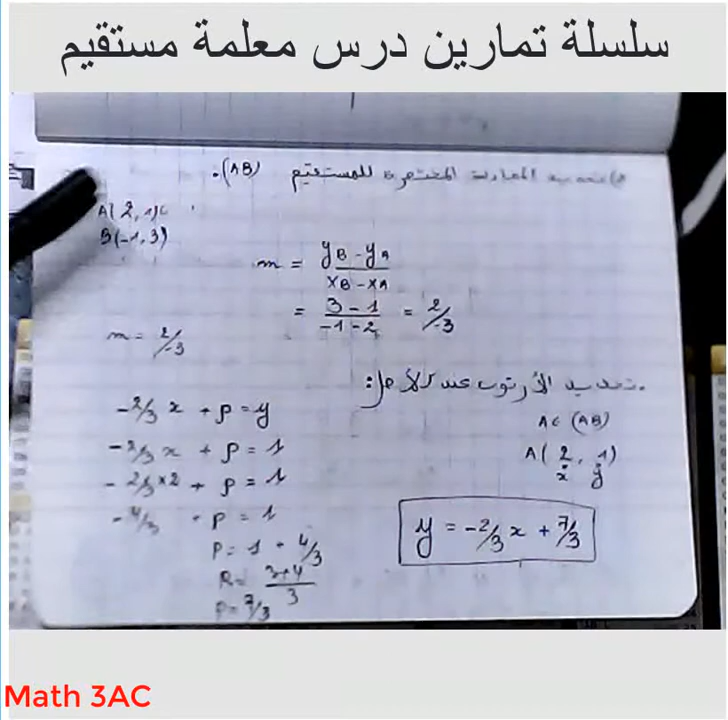 سلسلة تمارين درس معلمة مستقيم
تحديد المعادلة المختصرة للمستقيم (AB).
A(2,1)
B(-1,3)
m = yB - yA / xB - xA
= 3 - 1 / -1 - 2 = 2/-3
m = 2/-3
تحديد الأرتوب عند الأصل:
A ∈ (AB)
A(2, 1)
x y
-2/3 x + p = y
-2/3 x + p = 1
-2/3 × 2 + p = 1
-4/3 + p = 1
P = 1 + 4/3
P = 3+4 / 3
P = 7/3
y = -2/3 x + 7/3
Math 3AC